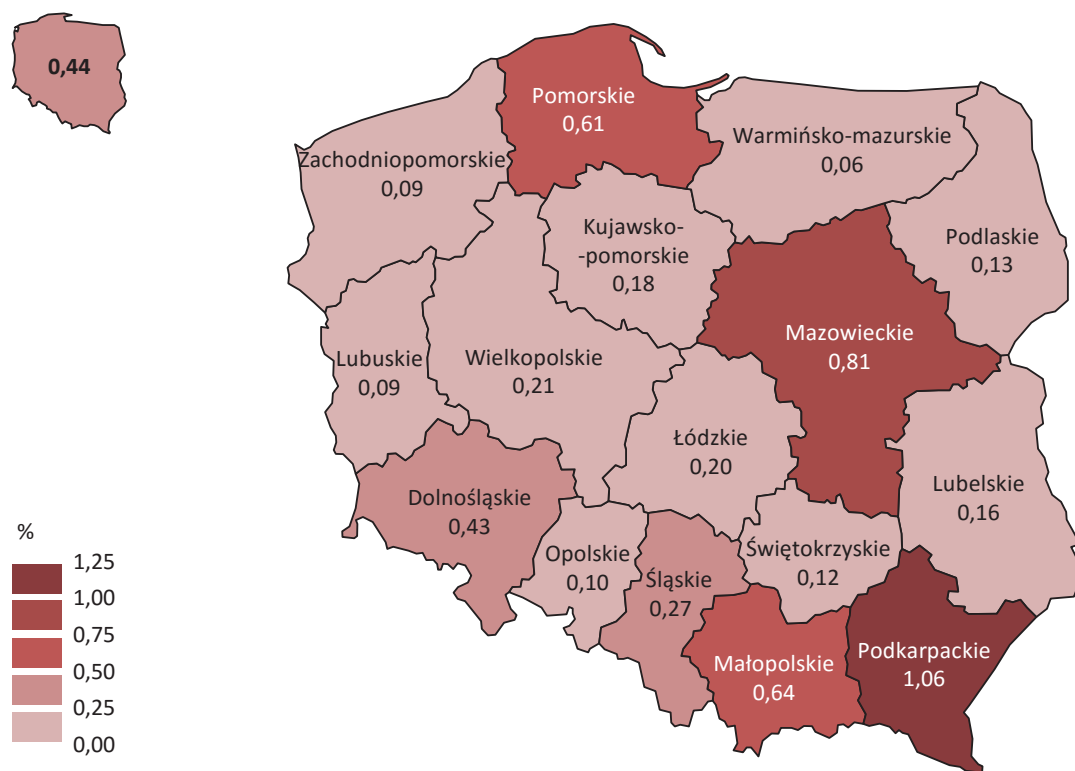 0,44
Pomorskie
0,61
Warmińsko-mazurskie
0,06
Zachodniopomorskie
0,09
Kujawsko-
-pomorskie
0,18
Podlaskie
0,13
Mazowieckie
0,81
Lubuskie
0,09
Wielkopolskie
0,21
Łódzkie
0,20
Lubelskie
0,16
Dolnośląskie
0,43
Opolskie
0,10
Śląskie
0,27
Świętokrzyskie
0,12
Małopolskie
0,64
Podkarpackie
1,06
%
1,25
1,00
0,75
0,50
0,25
0,00